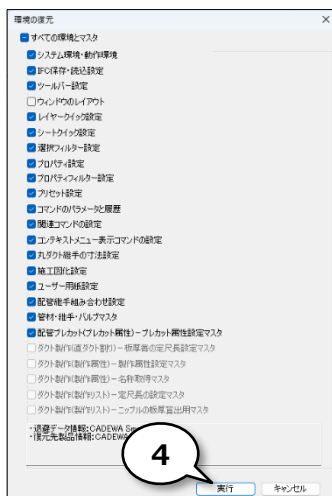 環境の復元
すべての環境とマスタ
システム環境・動作環境
IFC保存・読込設定
ツールバー設定
ウィンドウのレイアウト
レイヤークイック設定
シートクイック設定
選択フィルター設定
プロパティ設定
プロパティフィルター設定
プリセット設定
コマンドのパラメータと履歴
関連コマンドの設定
コンテキストメニュー表示コマンドの設定
丸ダクト継手の寸法設定
施工図化設定
ユーザー用紙設定
配管継手組み合わせ設定
管材・継手・バルブマスタ
配管プレカット(プレカット属性)－プレカット属性設定マスタ
ダクト製作(直ダクト割り)－板厚毎の定尺長設定マスタ
ダクト製作(製作属性)－製作属性設定マスタ
ダクト製作(製作属性)－名称取得マスタ
ダクト製作(製作リスト)－定尺長の設定マスタ
ダクト製作(製作リスト)－ニップルの板厚算出用マスタ
・退避データ情報:CADEWA
・復元先製品情報:CADEWA
4
実行
キャンセル